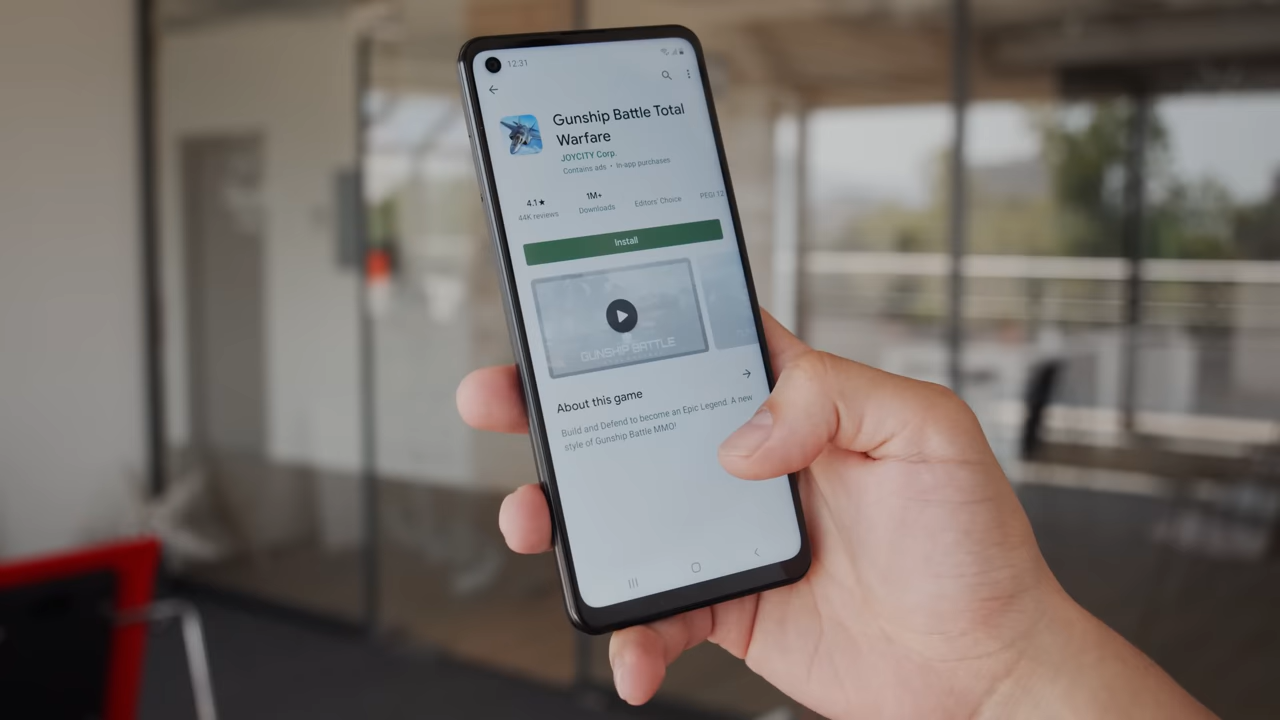 12:31
Gunship Battle Total
Warfare
JOYCITY Corp.
Contains ads • In-app purchases
4.1★ 1M+
44K reviews Downloads Editors' Choice PEGI 12
Install
GUNSHIP BATTLE
About this game
Build and Defend to become an Epic Legend. A new
style of Gunship Battle MMO!